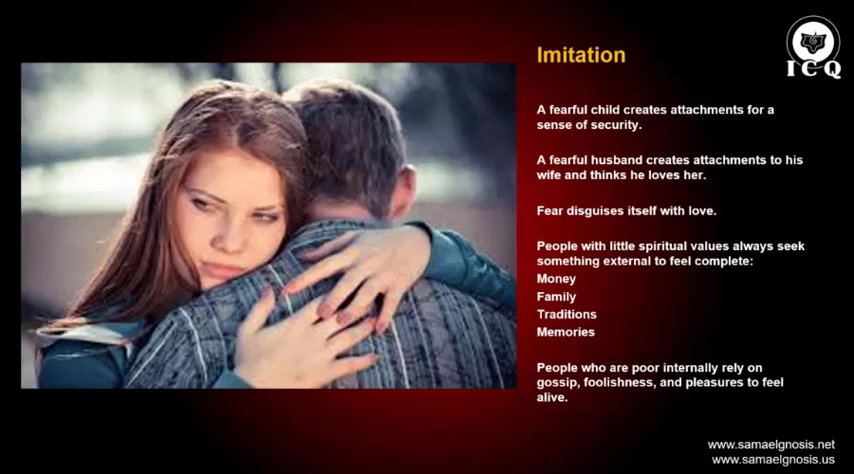 Imitation
ICQ
A fearful child creates attachments for a
sense of security.
A fearful husband creates attachments to his
wife and thinks he loves her.
Fear disguises itself with love.
People with little spiritual values always seek
something external to feel complete:
Money
Family
Traditions
Memories
People who are poor internally rely on
gossip, foolishness, and pleasures to feel
alive.
www.samaelgnosis.net
www.samaelgnosis.us